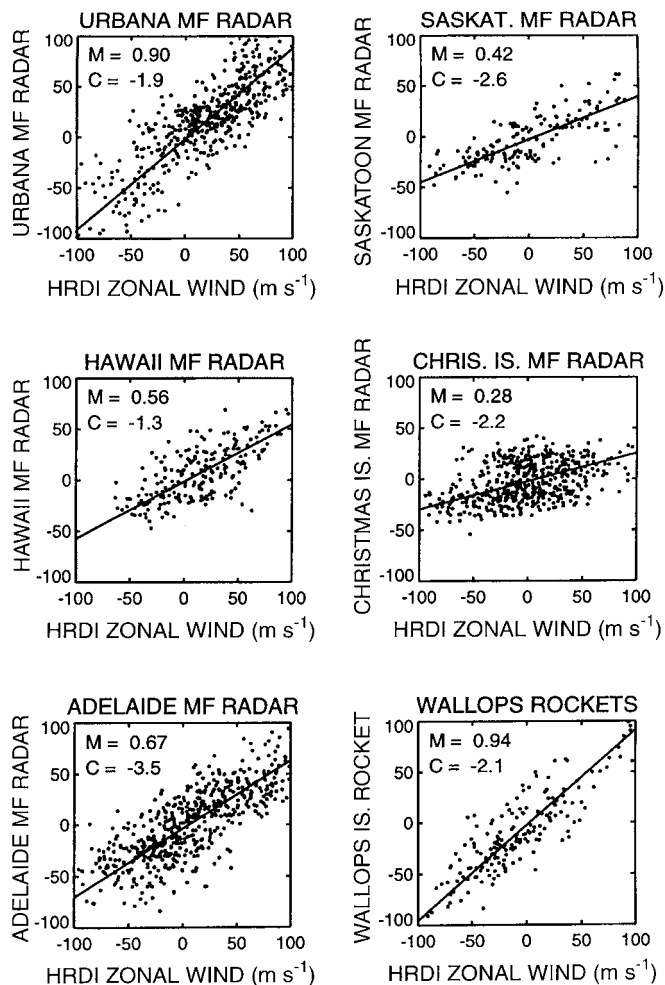 URBANA MF RADAR
M = 0.90
C = -1.9
URBANA MF RADAR
100
50
0
-50
-100
-100 -50 0 50 100
HRDI ZONAL WIND (m s⁻¹)
SASKAT. MF RADAR
M = 0.42
C = -2.6
SASKATOON MF RADAR
100
50
0
-50
-100
-100 -50 0 50 100
HRDI ZONAL WIND (m s⁻¹)
HAWAII MF RADAR
M = 0.56
C = -1.3
HAWAII MF RADAR
100
50
0
-50
-100
-100 -50 0 50 100
HRDI ZONAL WIND (m s⁻¹)
CHRIS. IS. MF RADAR
M = 0.28
C = -2.2
CHRISTMAS IS. MF RADAR
100
50
0
-50
-100
-100 -50 0 50 100
HRDI ZONAL WIND (m s⁻¹)
ADELAIDE MF RADAR
M = 0.67
C = -3.5
ADELAIDE MF RADAR
100
50
0
-50
-100
-100 -50 0 50 100
HRDI ZONAL WIND (m s⁻¹)
WALLOPS ROCKETS
M = 0.94
C = -2.1
WALLOPS IS. ROCKET
100
50
0
-50
-100
-100 -50 0 50 100
HRDI ZONAL WIND (m s⁻¹)